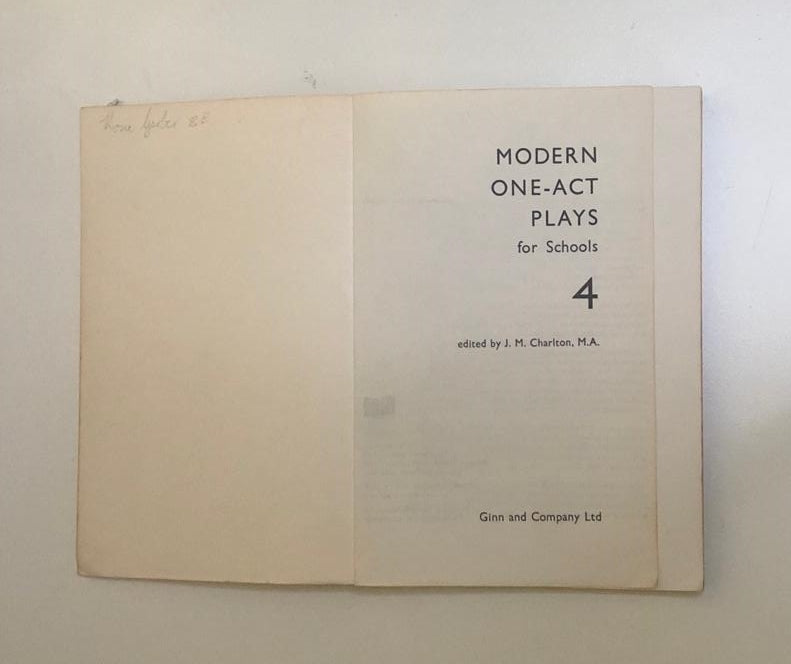 MODERN
ONE-ACT
PLAYS
for Schools
4
edited by J. M. Charlton, M.A.
Ginn and Company Ltd